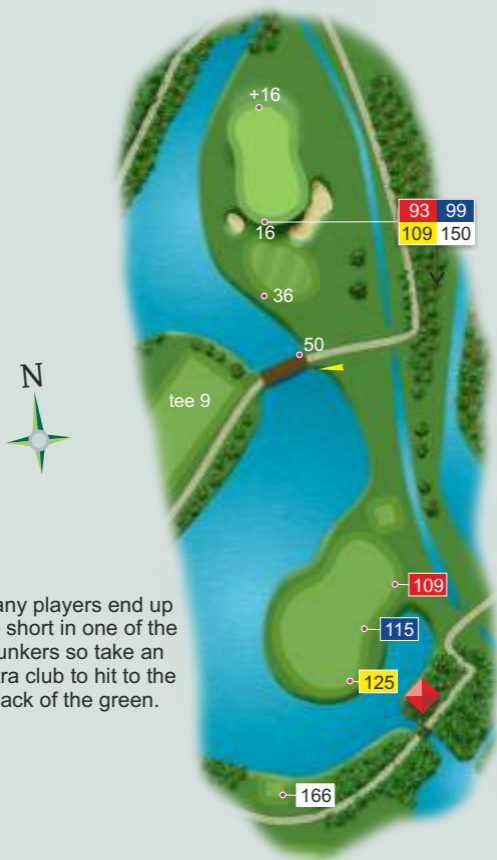 +16
93 99
109 150
16
36
50
N
tee 9
any players end up
o short in one of the
unkers so take an
tra club to hit to the
ack of the green.
109
115
125
166